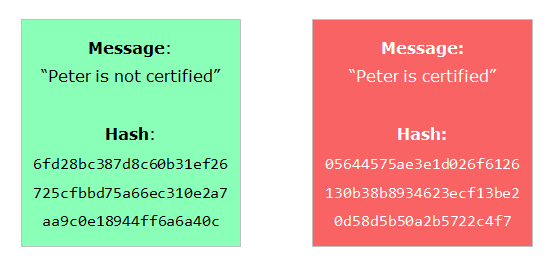 Message:
“Peter is not certified”
Hash:
6fd28bc387d8c60b31ef26
725cfbbd75a66ec310e2a7
aa9c0e18944ff6a6a40c
Message:
“Peter is certified”
Hash:
05644575ae3e1d026f6126
130b38b8934623ecf13be2
0d58d5b50a2b5722c4f7